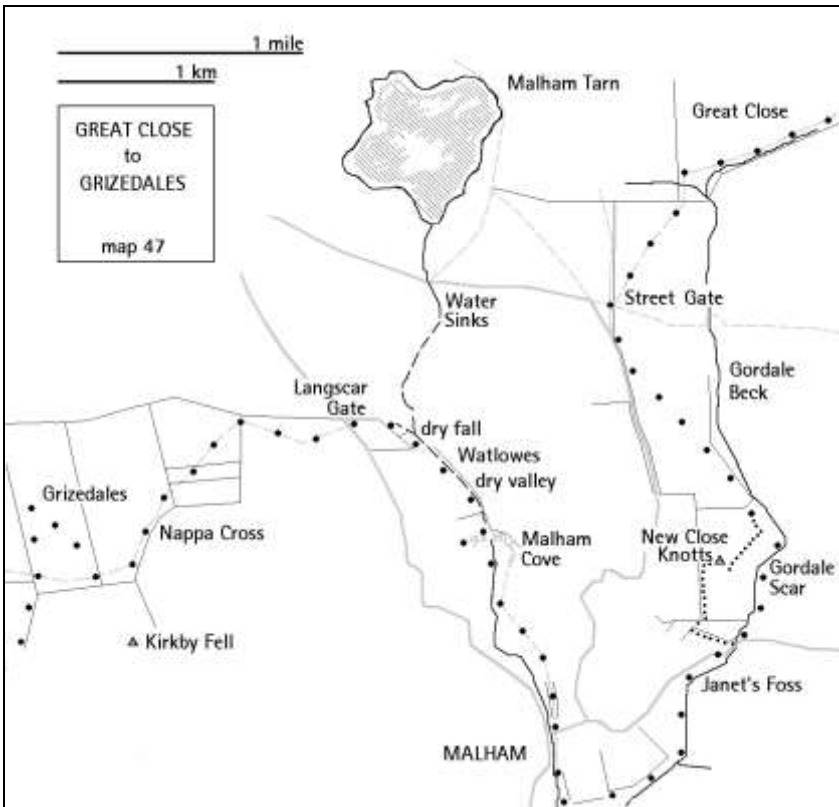 1 mile
1 km
GREAT CLOSE
to
GRIZEDALES
map 47
Malham Tarn
Great Close
Water
Sinks
Street Gate
Gordale
Beck
Langscar
Gate
dry fall
Watlowes
dry valley
Grizedales
Nappa Cross
Malham
Cove
New Close
Knotts
Gordale
Scar
Kirkby Fell
Janet's Foss
MALHAM